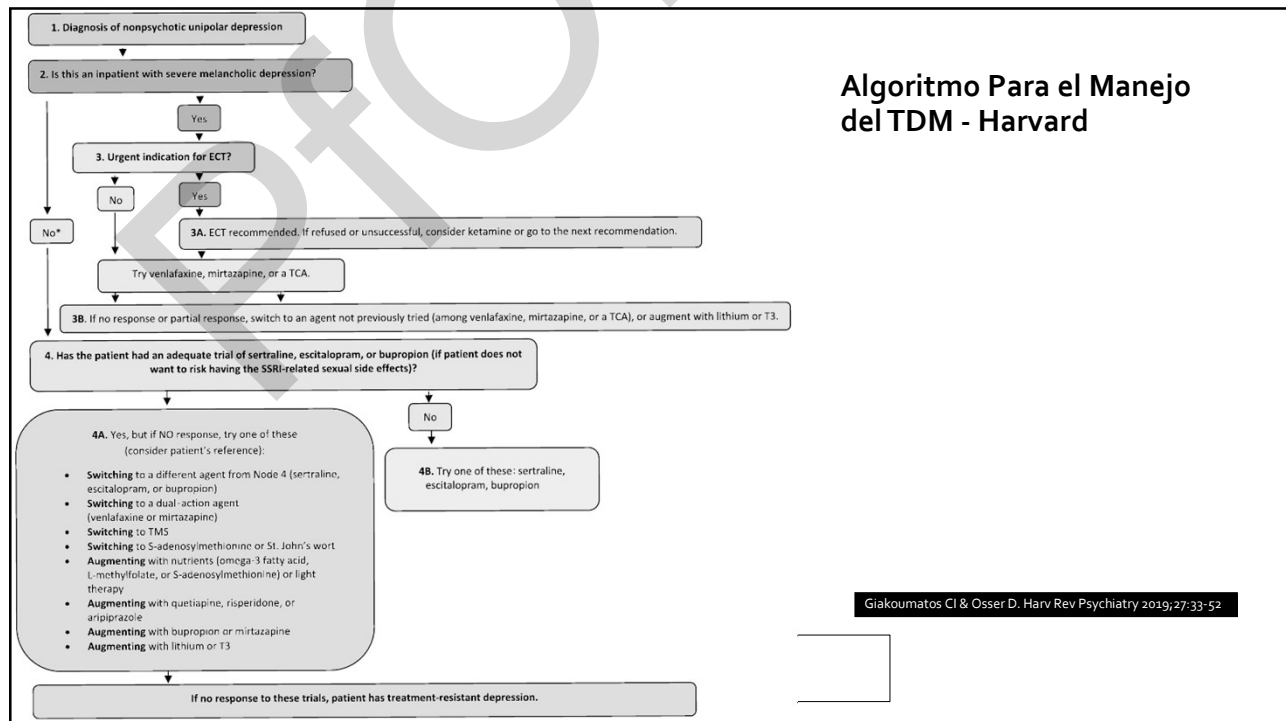 1. Diagnosis of nonpsychotic unipolar depression
2. Is this an inpatient with severe melancholic depression?
Yes
3. Urgent indication for ECT?
No
Yes
No*
3A. ECT recommended. If refused or unsuccessful, consider ketamine or go to the next recommendation.
Try venlafaxine, mirtazapine, or a TCA.
3B. If no response or partial response, switch to an agent not previously tried (among venlafaxine, mirtazapine, or a TCA), or augment with lithium or T3.
4. Has the patient had an adequate trial of sertraline, escitalopram, or bupropion (if patient does not
want to risk having the SSRI-related sexual side effects)?
No
4A. Yes, but if NO response, try one of these
(consider patient's reference):
• Switching to a different agent from Node 4 (sertraline,
escitalopram, or bupropion)
• Switching to a dual-action agent
(venlafaxine or mirtazapine)
• Switching to TMS
• Switching to S-adenosylmethionine or St. John's wort
• Augmenting with nutrients (omega-3 fatty acid,
L-methylfolate, or S-adenosylmethionine) or light
therapy
• Augmenting with quetiapine, risperidone, or
aripiprazole
• Augmenting with bupropion or mirtazapine
• Augmenting with lithium or T3
4B. Try one of these: sertraline,
escitalopram, bupropion
If no response to these trials, patient has treatment-resistant depression.
Algoritmo Para el Manejo
del TDM - Harvard
Giakoumatos CI & Osser D. Harv Rev Psychiatry 2019;27:33-52